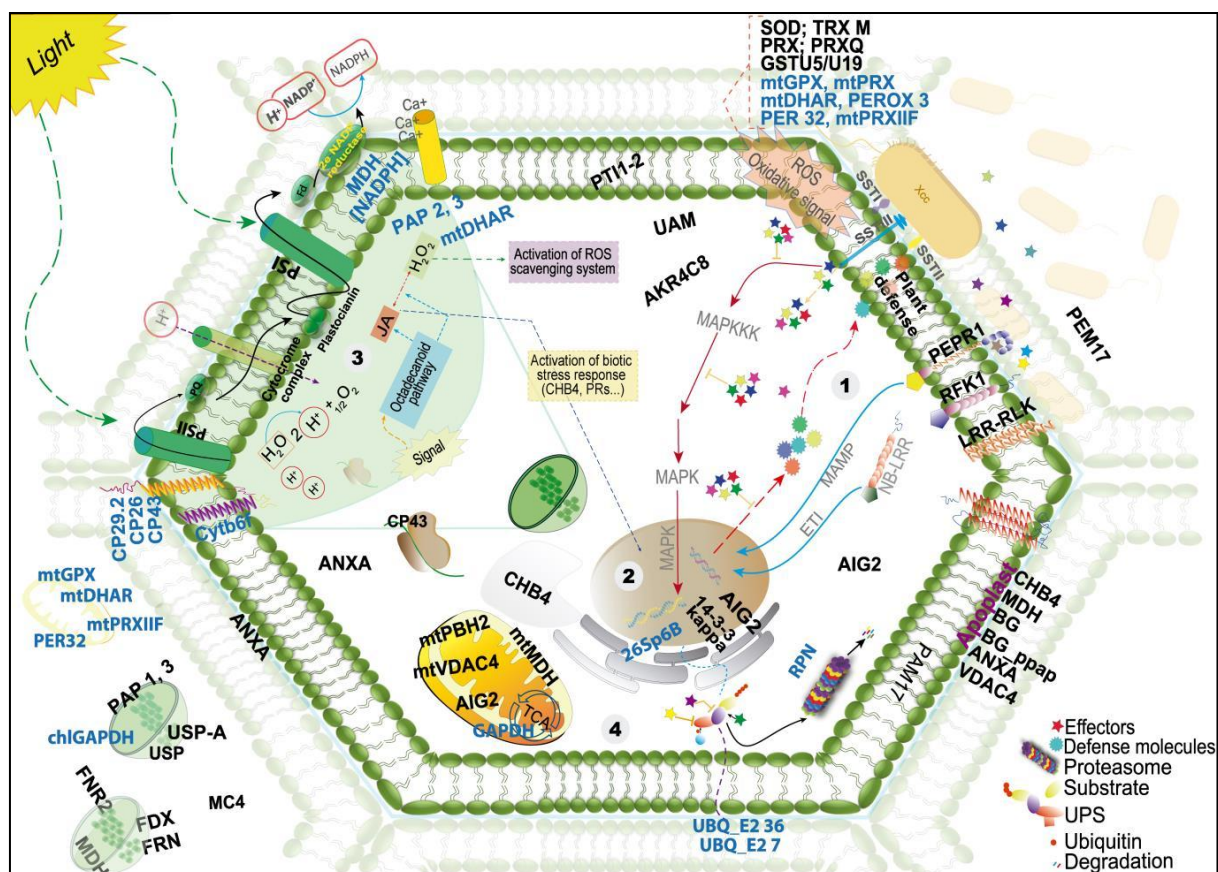 Light
H+
NADP+
NADPH
Ca+
Ca+
Ca+
Fd
2e NADP
reductase
MDH
[NADPH]
PAP 2, 3
mtDHAR
PTI1-2
SOD; TRX M
PRX; PRXQ
GSTU5/U19
mtGPX, mtPRX
mtDHAR, PEROX 3
PER 32, mtPRXIIF
ROS
Oxidative signal
SSTI
SSTIII
SSTII
Xcc
Plant
defense
PEM17
UAM
AKR4C8
PSI
H2O2
Activation of ROS
scavenging system
JA
Plastocianin
H+
Cytocrome
complex
3
Octadecanoid
pathway
Activation of biotic
stress response
(CHB4, PRs...)
MAPKKK
1
PEPR1
RFK1
LRR-RLK
PQ
PSII
H2O 2 H+ + 1/2 O2
H+
H+
Signal
MAPK
MAMP
NB-LRR
ETI
CP29.2
CP26
CP43
Cytb6f
CP43
ANXA
CHB4
2
MAPK
AIG2
14-3-3
kappa
26Sp6B
AIG2
mtGPX
mtDHAR
mtPRXIIF
PER32
ANXA
mtPBH2
mtMDH
mtVDAC4
AIG2
TCA
GAPDH
4
RPN
PAM17
Apoplast
CHB4
MDH
BG
BG_ppap
ANXA
VDAC4
PAP 1, 3
chlGAPDH
USP-A
USP
FNR2
FDX
FRN
MDH
MC4
UBQ_E2 36
UBQ_E2 7
Effectors
Defense molecules
Proteasome
Substrate
UPS
Ubiquitin
Degradation